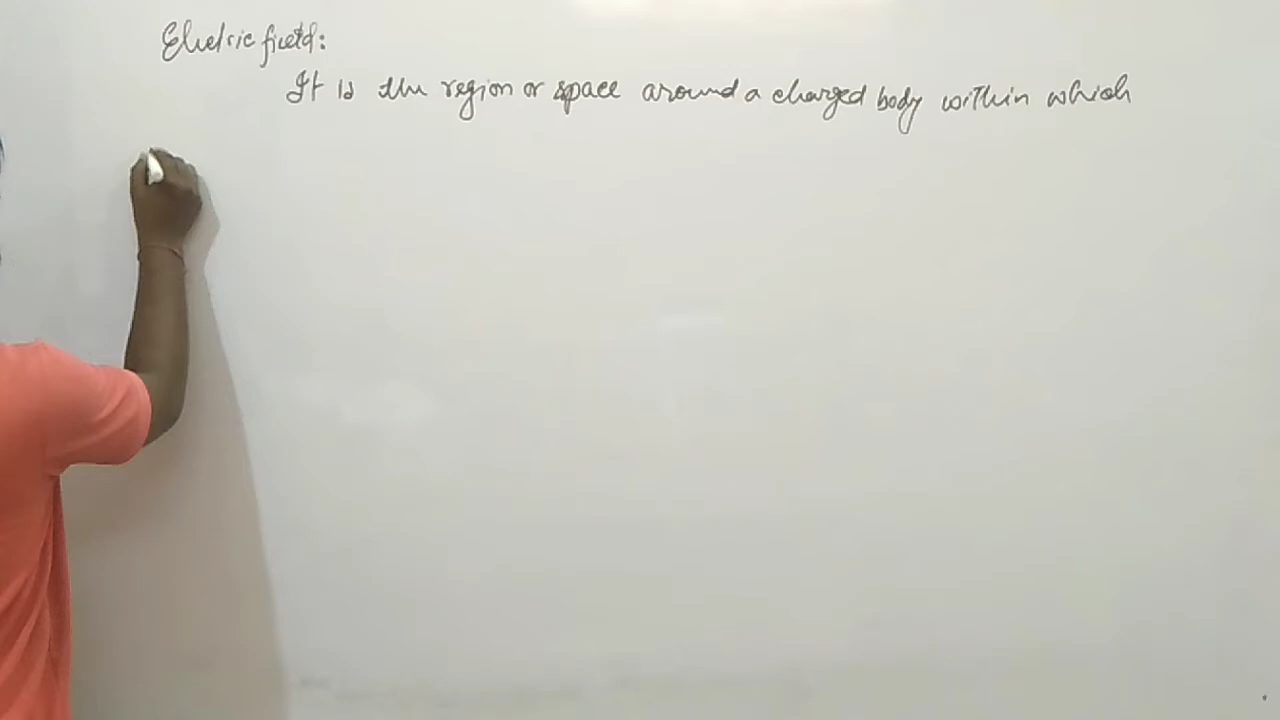 Electric field:
It is the region or space around a charged body within which